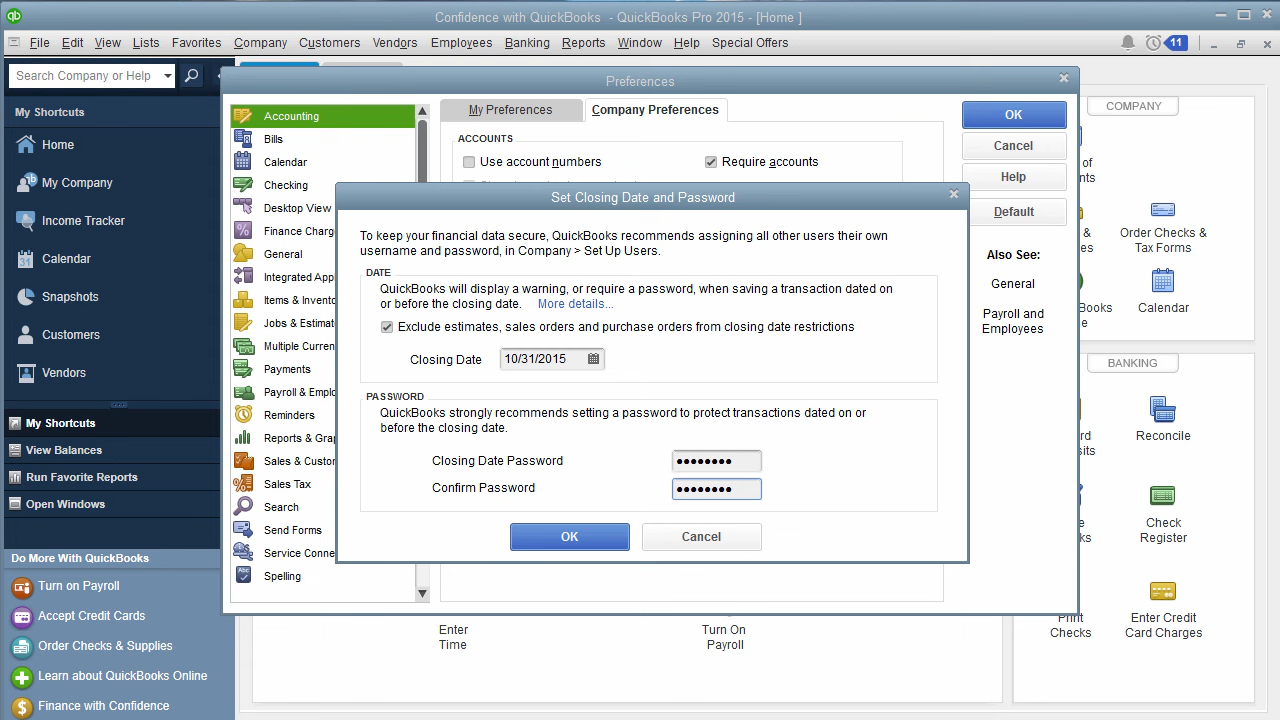 Confidence with QuickBooks - QuickBooks Pro 2015 - [Home ]
File Edit View Lists Favorites Company Customers Vendors Employees Banking Reports Window Help Special Offers 11
Search Company or Help
My Shortcuts
Home
My Company
Income Tracker
Calendar
Snapshots
Customers
Vendors
My Shortcuts
View Balances
Run Favorite Reports
Open Windows
Do More With QuickBooks
Turn on Payroll
Accept Credit Cards
Order Checks & Supplies
Learn about QuickBooks Online
Finance with Confidence
Preferences
Accounting
Bills
Calendar
Checking
Desktop View
Finance Charg
General
Integrated Appl
Items & Invento
Jobs & Estimat
Multiple Curren
Payments
Payroll & Emplo
Reminders
Reports & Grap
Sales & Custor
Sales Tax
Search
Send Forms
Service Conne
Spelling
My Preferences
Company Preferences
ACCOUNTS
Use account numbers
Require accounts
OK
Cancel
Help
Default
Also See:
General
Payroll and
Employees
Set Closing Date and Password
To keep your financial data secure, QuickBooks recommends assigning all other users their own
username and password, in Company > Set Up Users.
DATE
QuickBooks will display a warning, or require a password, when saving a transaction dated on
or before the closing date. More details...
Exclude estimates, sales orders and purchase orders from closing date restrictions
Closing Date 10/31/2015
PASSWORD
QuickBooks strongly recommends setting a password to protect transactions dated on or
before the closing date.
Closing Date Password ●●●●●●●●
Confirm Password ●●●●●●●●
OK
Cancel
Enter
Time
Turn On
Payroll
COMPANY
Order Checks &
Tax Forms
Calendar
BANKING
Reconcile
Check
Register
Print
Checks
Enter Credit
Card Charges